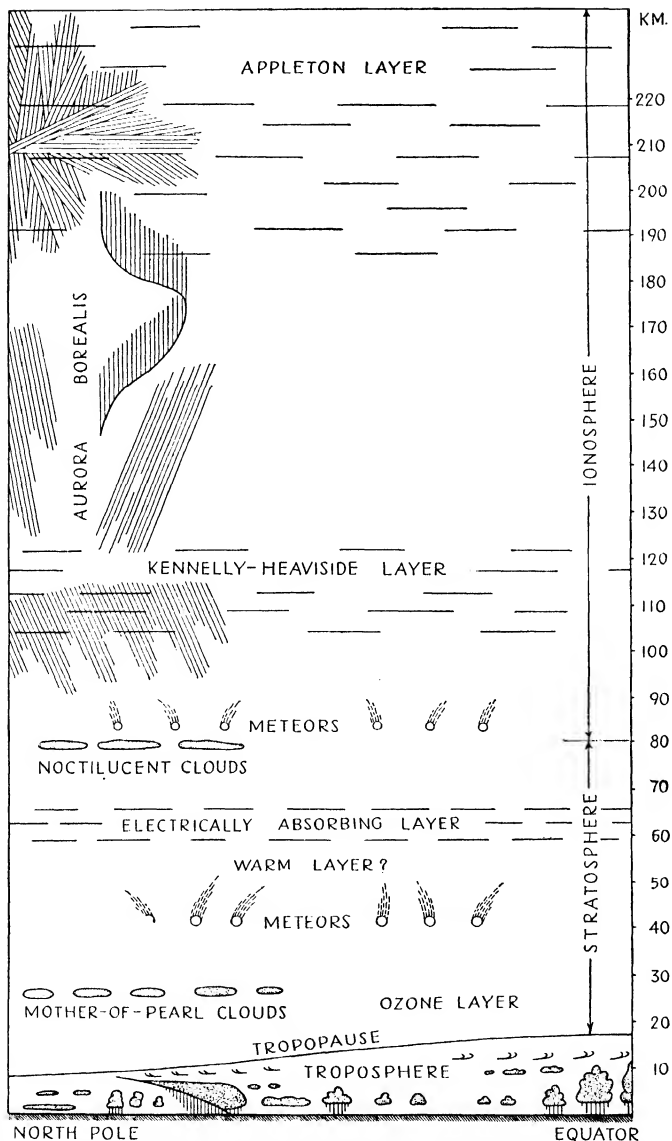 KM.
APPLETON LAYER
220
210
200
190
180
170
160
150
140
130
120
110
100
90
80
70
60
50
40
30
20
10
AURORA BOREALIS
IONOSPHERE
KENNELLY-HEAVISIDE LAYER
METEORS
NOCTILUCENT CLOUDS
ELECTRICALLY ABSORBING LAYER
WARM LAYER ?
METEORS
STRATOSPHERE
OZONE LAYER
MOTHER-OF-PEARL CLOUDS
TROPOPAUSE
TROPOSPHERE
NORTH POLE
EQUATOR